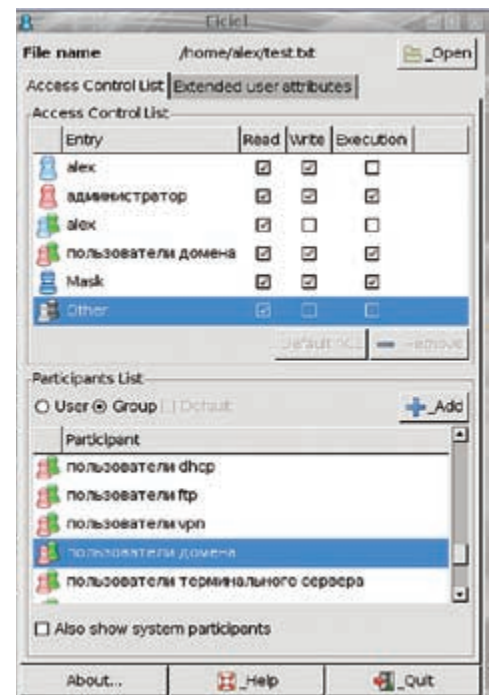 Eiciel
File name /home/alex/test.txt _Open
Access Control List Extended user attributes
Access Control List
Entry Read Write Execution
alex
администратор
alex
пользователи домена
Mask
Other
Default ACL Remove
Participants List
User Group Default _Add
Participant
пользователи dhcp
пользователи ftp
пользователи vpn
пользователи домена
пользователи терминального сервера
Also show system participants
About... _Help _Quit